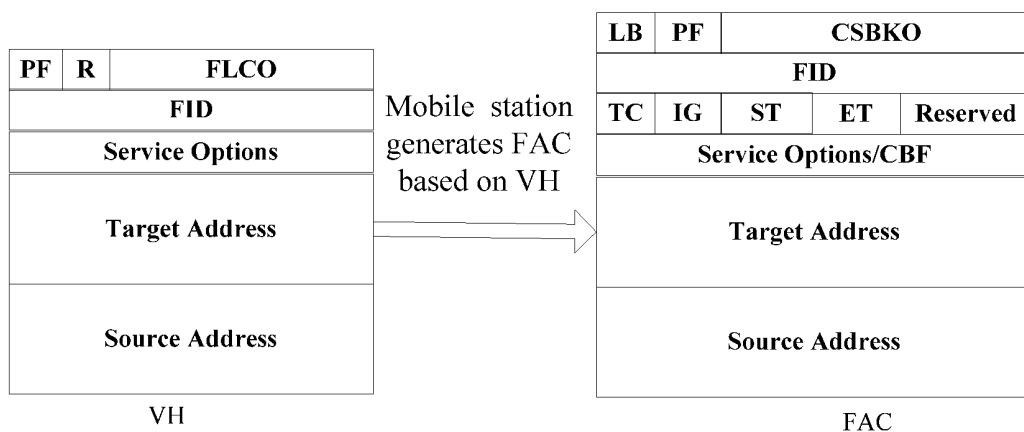 PF R FLCO
FID
Service Options
Target Address
Source Address
VH
Mobile station
generates FAC
based on VH
LB PF CSBKO
FID
TC IG ST ET Reserved
Service Options/CBF
Target Address
Source Address
FAC